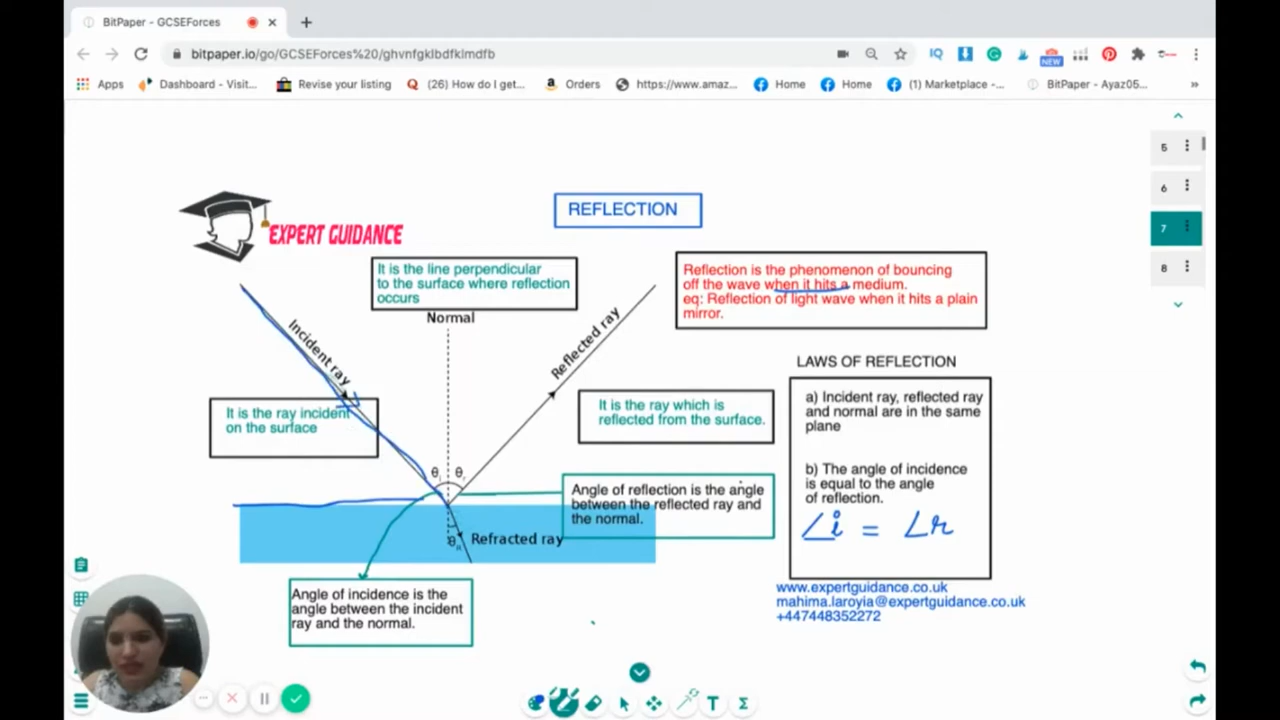 BitPaper - GCSEForces
bitpaper.io/go/GCSEForces%20/ghvnfgklbdfklmdfb
IQ
NEW
Apps
Dashboard - Visit...
Revise your listing
(26) How do I get...
Orders
https://www.amaz...
Home
Home
(1) Marketplace -...
BitPaper - Ayaz05...
»
5
6
7
8
EXPERT GUIDANCE
REFLECTION
It is the line perpendicular
to the surface where reflection
occurs
Normal
Reflection is the phenomenon of bouncing
off the wave when it hits a medium.
eq: Reflection of light wave when it hits a plain
mirror.
Incident ray
Reflected ray
It is the ray incident
on the surface
It is the ray which is
reflected from the surface.
LAWS OF REFLECTION
a) Incident ray, reflected ray
and normal are in the same
plane
b) The angle of incidence
is equal to the angle
of reflection.
∠i = ∠r
θi θr
Angle of reflection is the angle
between the reflected ray and
the normal.
θR
Refracted ray
Angle of incidence is the
angle between the incident
ray and the normal.
www.expertguidance.co.uk
mahima.laroyia@expertguidance.co.uk
+447448352272
T
Σ